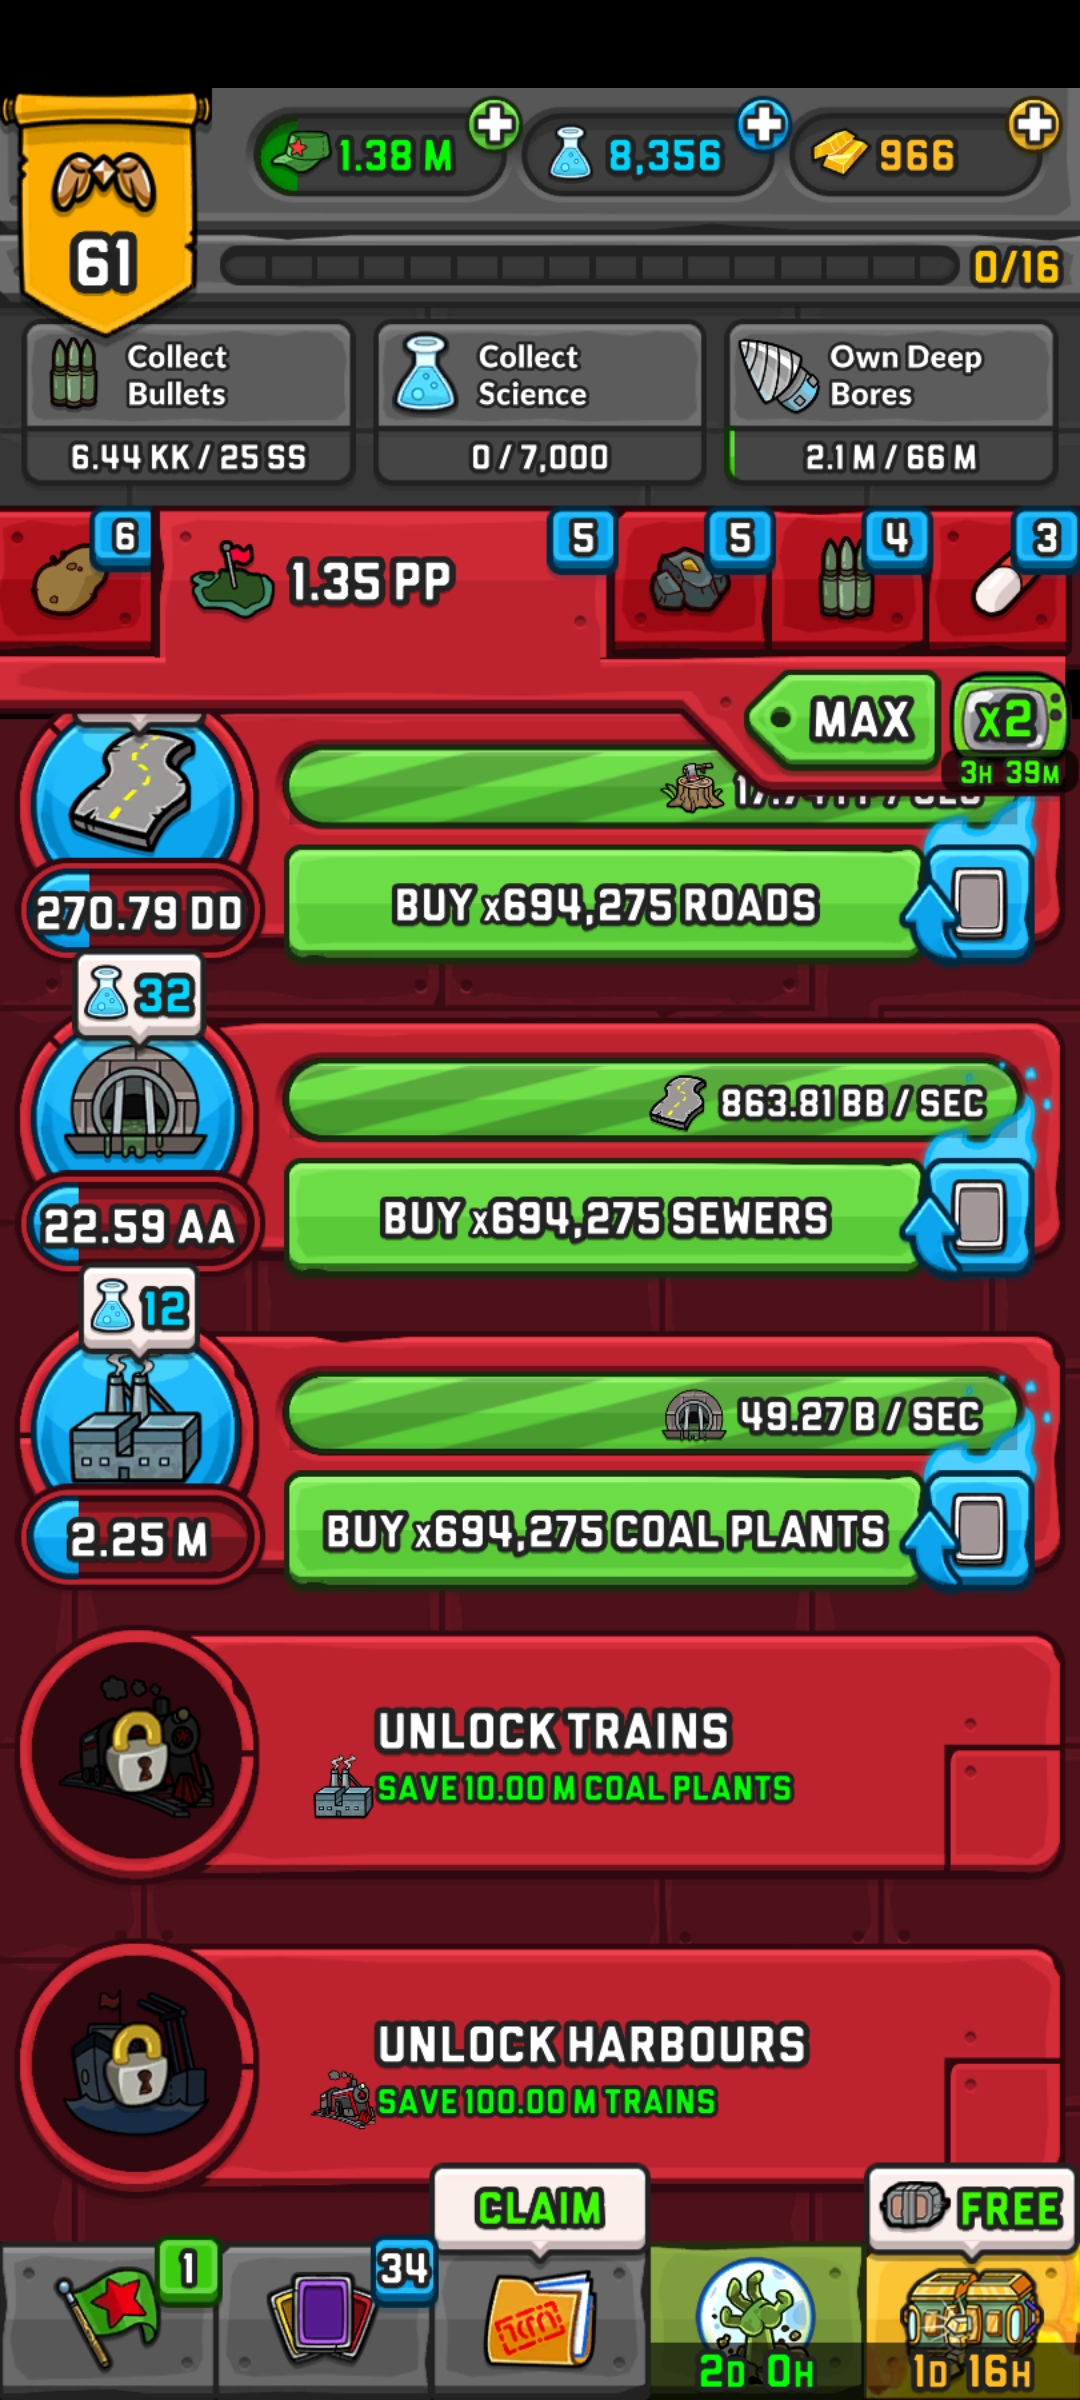 61
1.38 M
8,356
966
0/16
Collect
Bullets
6.44 KK / 25 SS
Collect
Science
0 / 7,000
Own Deep
Bores
2.1 M / 66 M
6
1.35 PP
5
5
4
3
MAX
x2
3H 39M
270.79 DD
BUY x694,275 ROADS
32
863.81 BB / SEC
22.59 AA
BUY x694,275 SEWERS
12
49.27 B / SEC
2.25 M
BUY x694,275 COAL PLANTS
UNLOCK TRAINS
SAVE 10.00 M COAL PLANTS
UNLOCK HARBOURS
SAVE 100.00 M TRAINS
CLAIM
FREE
1
34
2D 0H
1D 16H